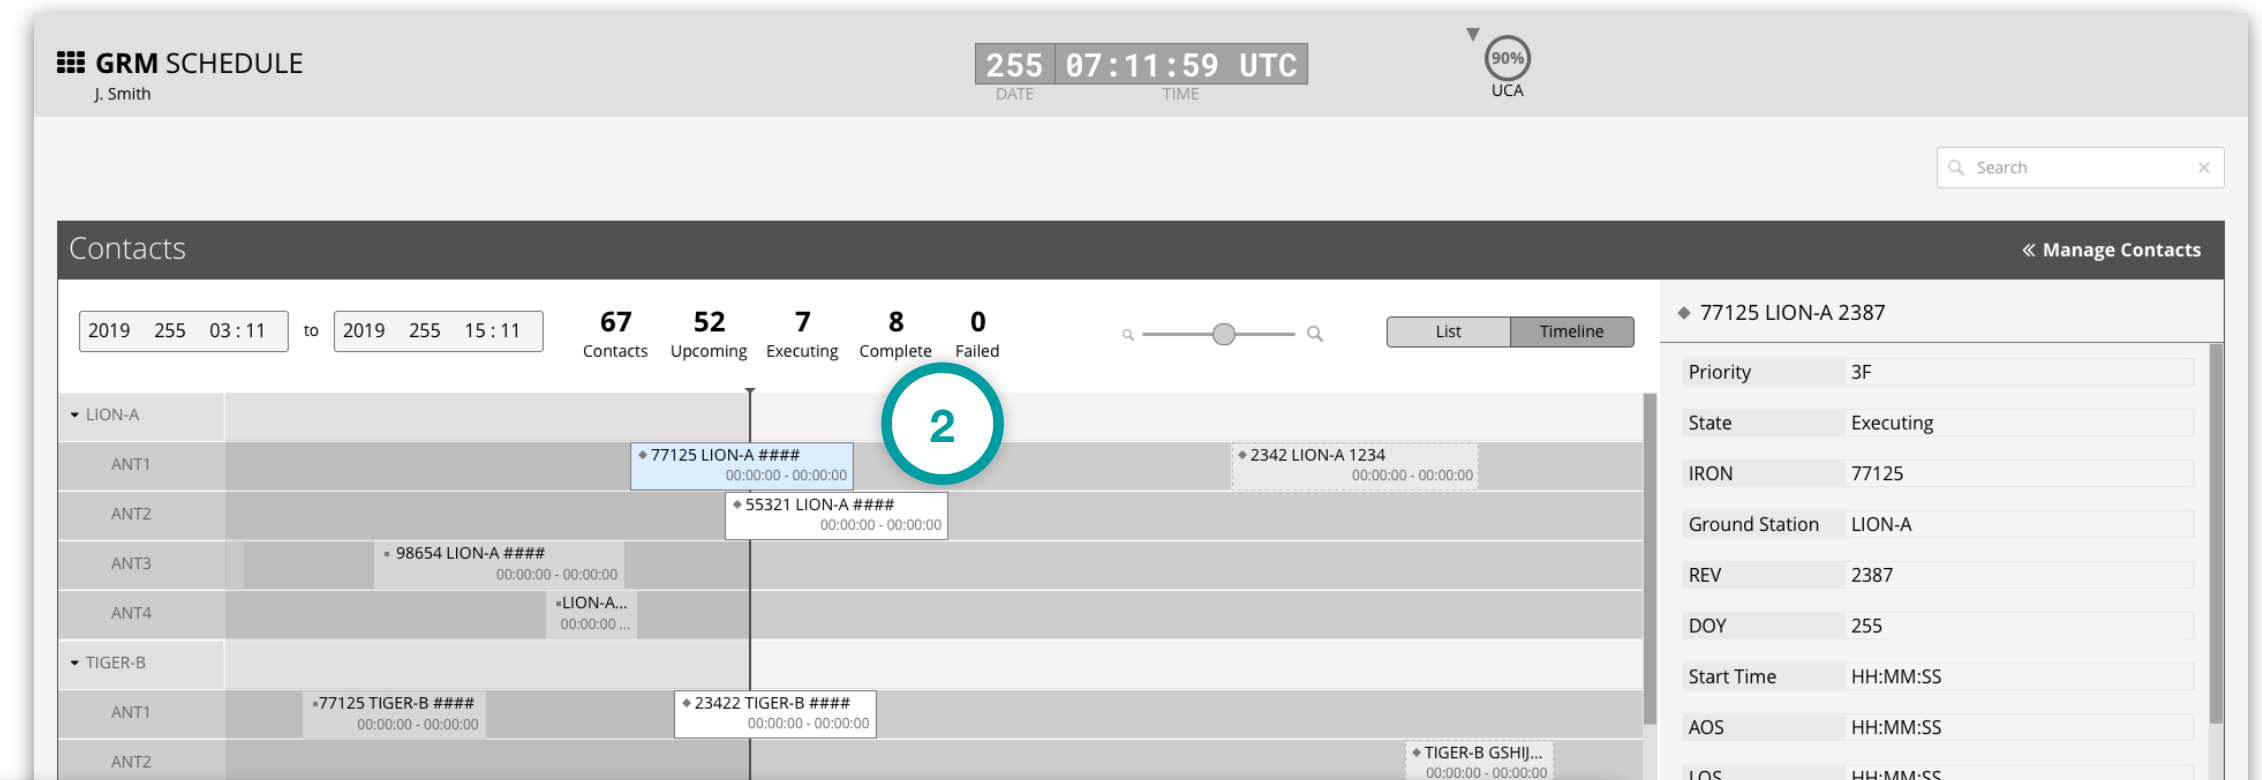 GRM SCHEDULE
J. Smith
255 07:11:59 UTC
DATE TIME
90%
UCA
Search
Contacts
Manage Contacts
2019 255 03:11 to 2019 255 15:11
67 52 7 8 0
Contacts Upcoming Executing Complete Failed
List Timeline
77125 LION-A 2387
Priority 3F
State Executing
IRON 77125
Ground Station LION-A
REV 2387
DOY 255
Start Time HH:MM:SS
AOS HH:MM:SS
LOS HH:MM:SS
2
LION-A
ANT1
77125 LION-A ####
00:00:00 - 00:00:00
2342 LION-A 1234
00:00:00 - 00:00:00
ANT2
55321 LION-A ####
00:00:00 - 00:00:00
ANT3
98654 LION-A ####
00:00:00 - 00:00:00
ANT4
LION-A...
00:00:00 ...
TIGER-B
ANT1
77125 TIGER-B ####
00:00:00 - 00:00:00
23422 TIGER-B ####
00:00:00 - 00:00:00
ANT2
TIGER-B GSHIJ...
00:00:00 - 00:00:00